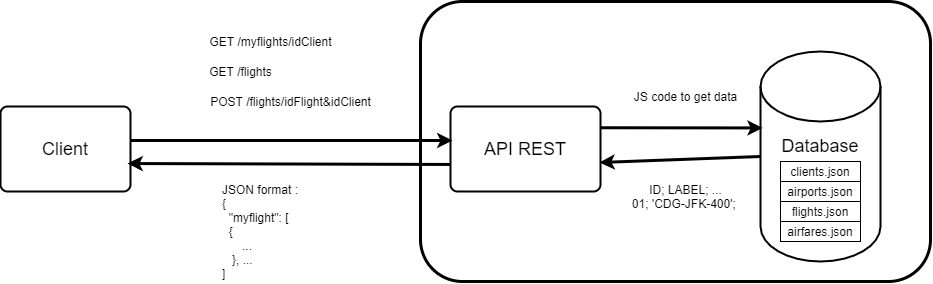 GET /myflights/idClient
GET /flights
POST /flights/idFlight&idClient
Client
JSON format :
{
"myflight": [
{
...
}, ...
]
API REST
JS code to get data
ID; LABEL; ...
01; 'CDG-JFK-400';
Database
clients.json
airports.json
flights.json
airfares.json